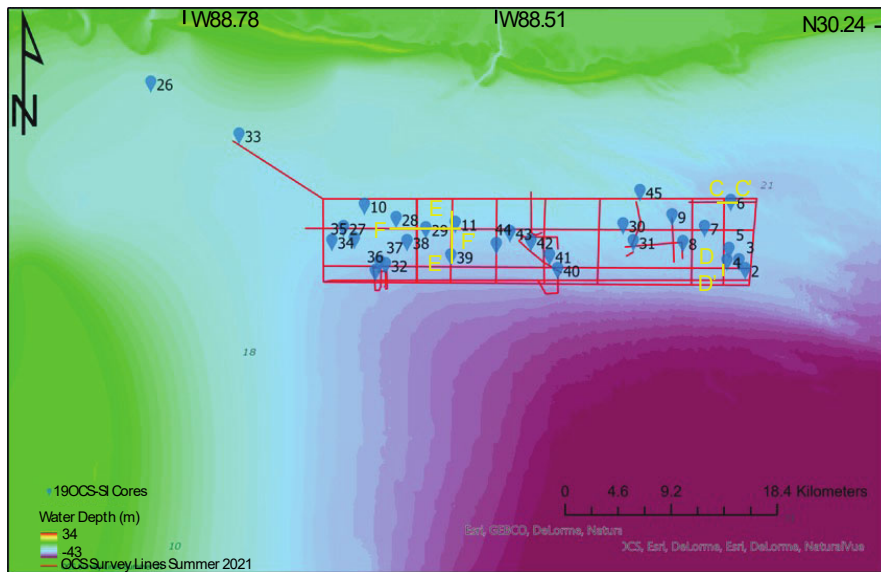 W88.78
W88.51
N30.24
N
26
33
45
21
C C'
6
10
E
28
11
9
35 27
F
29
44
43
30
7
34
37
38
F
42
31
8
5
36
32
E
39
41
D
3
4
40
2
D
18
19OCS-SI Cores
0 4.6 9.2 18.4 Kilometers
Water Depth (m)
34
-43
Esri, GEBCO, DeLorme, Natura
OCS, Esri, DeLorme, Esri, DeLorme, NaturalVue
10
OCS Survey Lines Summer 2021